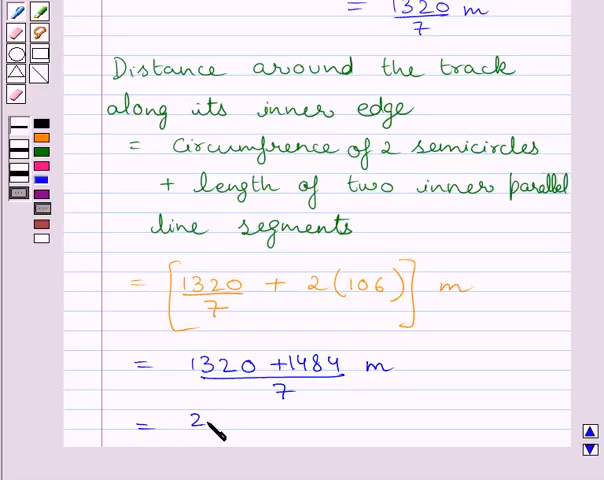 = 1320/7 m
Distance around the track
along its inner edge
= Circumfrence of 2 semicircles
+ length of two inner parallel
line segments
= [1320/7 + 2(106)] m
= 1320 + 1484/7 m
= 2